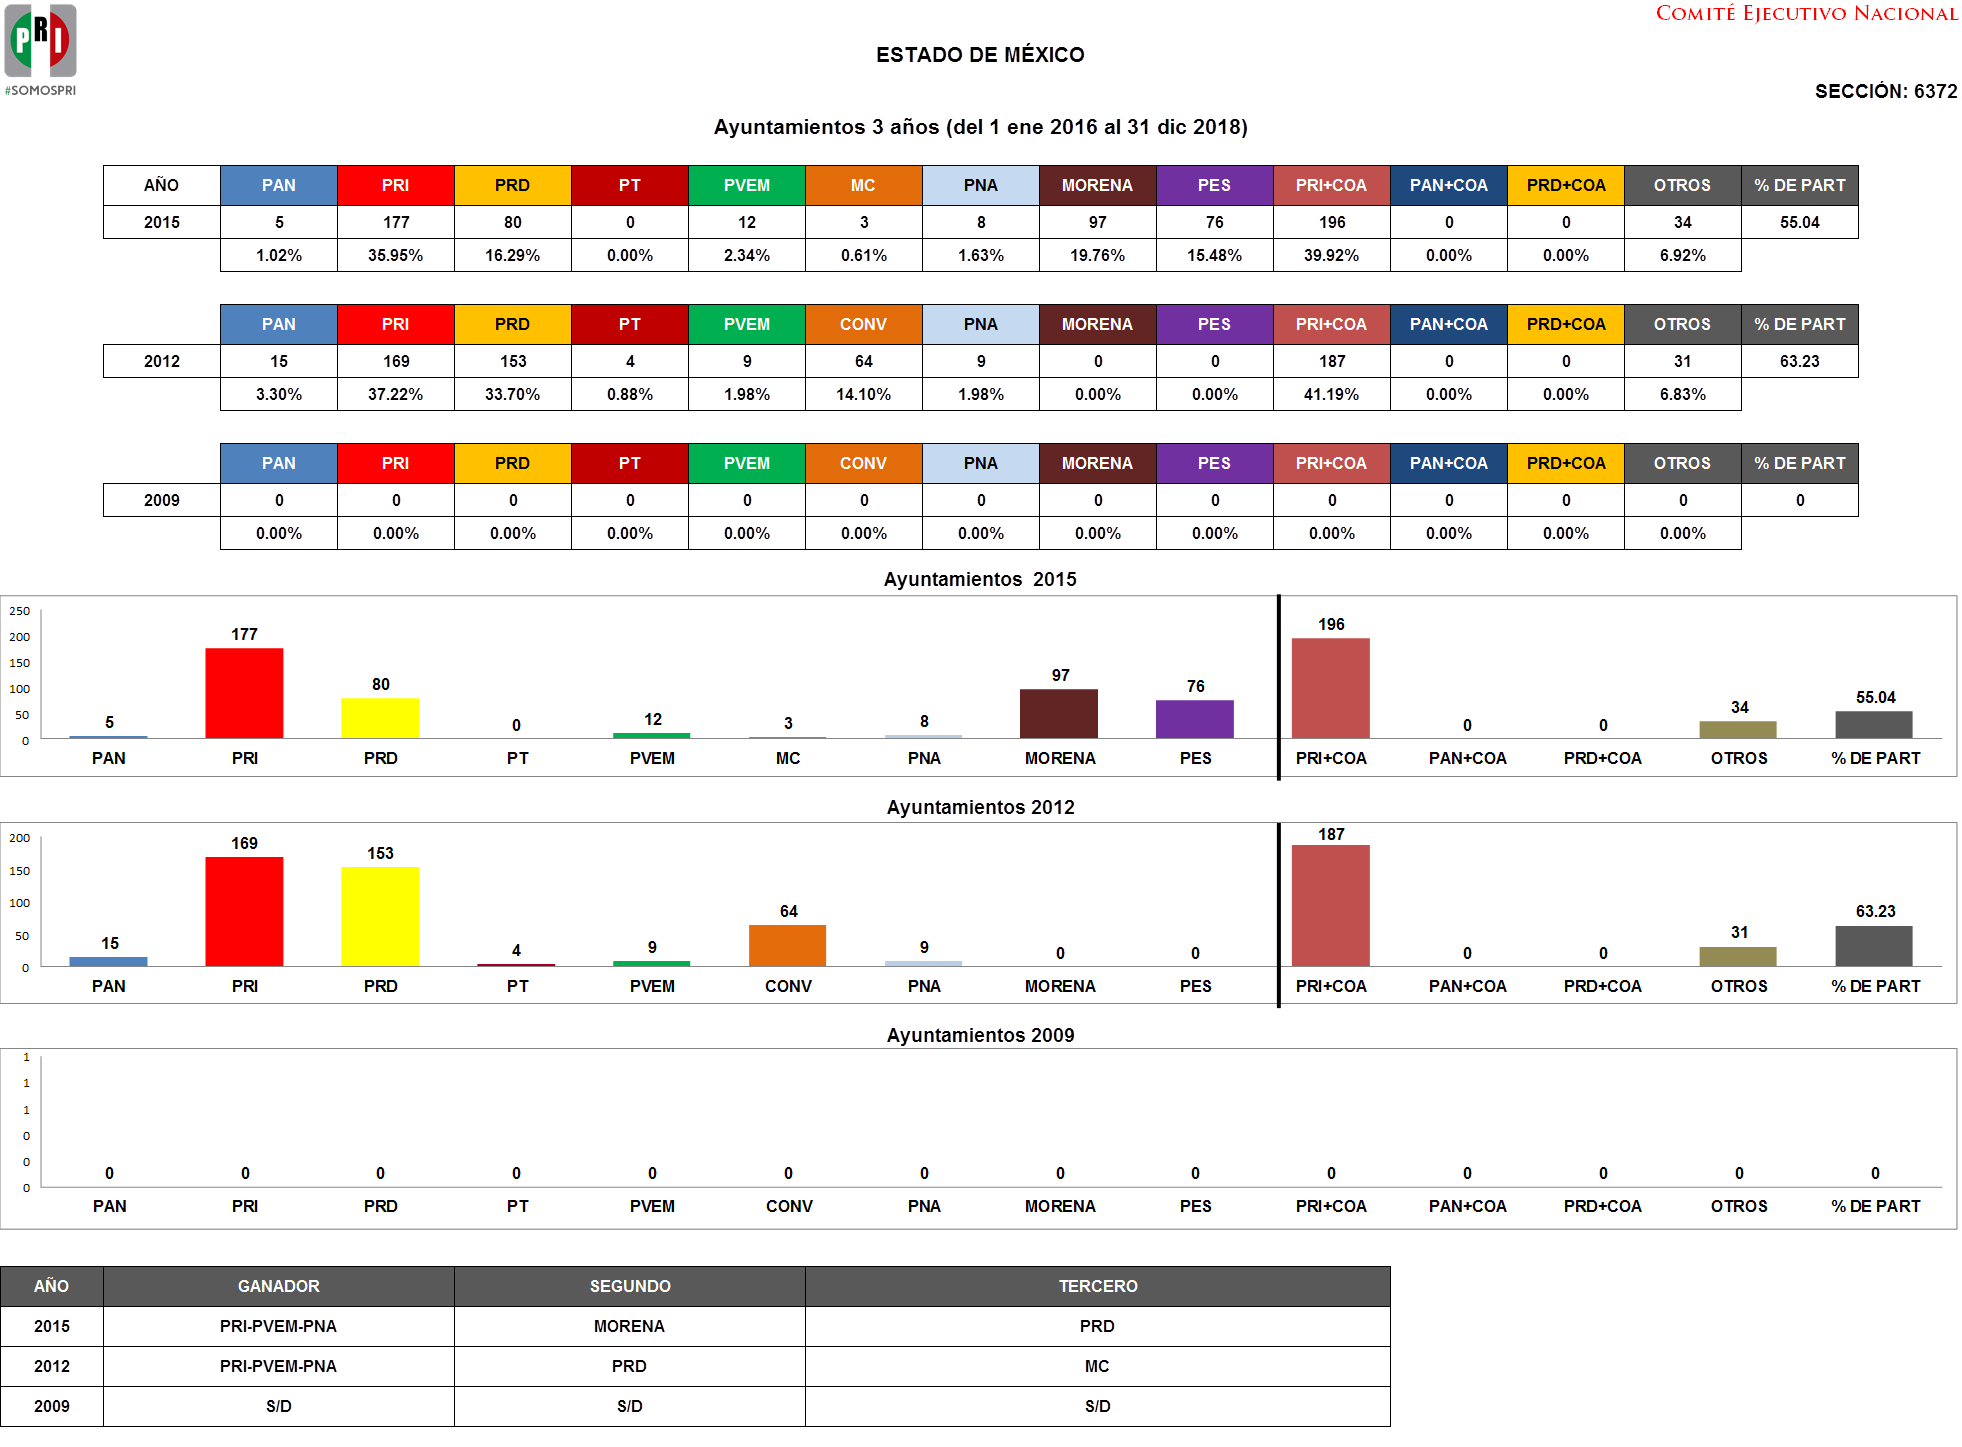 PRI
#SOMOSPRI
COMITÉ EJECUTIVO NACIONAL
ESTADO DE MÉXICO
SECCIÓN: 6372
Ayuntamientos 3 años (del 1 ene 2016 al 31 dic 2018)
AÑO PAN PRI PRD PT PVEM MC PNA MORENA PES PRI+COA PAN+COA PRD+COA OTROS % DE PART
2015 5 177 80 0 12 3 8 97 76 196 0 0 34 55.04
1.02% 35.95% 16.29% 0.00% 2.34% 0.61% 1.63% 19.76% 15.48% 39.92% 0.00% 0.00% 6.92%
PAN PRI PRD PT PVEM CONV PNA MORENA PES PRI+COA PAN+COA PRD+COA OTROS % DE PART
2012 15 169 153 4 9 64 9 0 0 187 0 0 31 63.23
3.30% 37.22% 33.70% 0.88% 1.98% 14.10% 1.98% 0.00% 0.00% 41.19% 0.00% 0.00% 6.83%
PAN PRI PRD PT PVEM CONV PNA MORENA PES PRI+COA PAN+COA PRD+COA OTROS % DE PART
2009 0 0 0 0 0 0 0 0 0 0 0 0 0 0
0.00% 0.00% 0.00% 0.00% 0.00% 0.00% 0.00% 0.00% 0.00% 0.00% 0.00% 0.00% 0.00%
Ayuntamientos 2015
250
200
150
100
50
0
5 177 80 0 12 3 8 97 76 196 0 0 34 55.04
PAN PRI PRD PT PVEM MC PNA MORENA PES PRI+COA PAN+COA PRD+COA OTROS % DE PART
Ayuntamientos 2012
200
150
100
50
0
15 169 153 4 9 64 9 0 0 187 0 0 31 63.23
PAN PRI PRD PT PVEM CONV PNA MORENA PES PRI+COA PAN+COA PRD+COA OTROS % DE PART
Ayuntamientos 2009
1
1
1
0
0
0
0 0 0 0 0 0 0 0 0 0 0 0 0 0
PAN PRI PRD PT PVEM CONV PNA MORENA PES PRI+COA PAN+COA PRD+COA OTROS % DE PART
AÑO GANADOR SEGUNDO TERCERO
2015 PRI-PVEM-PNA MORENA PRD
2012 PRI-PVEM-PNA PRD MC
2009 S/D S/D S/D